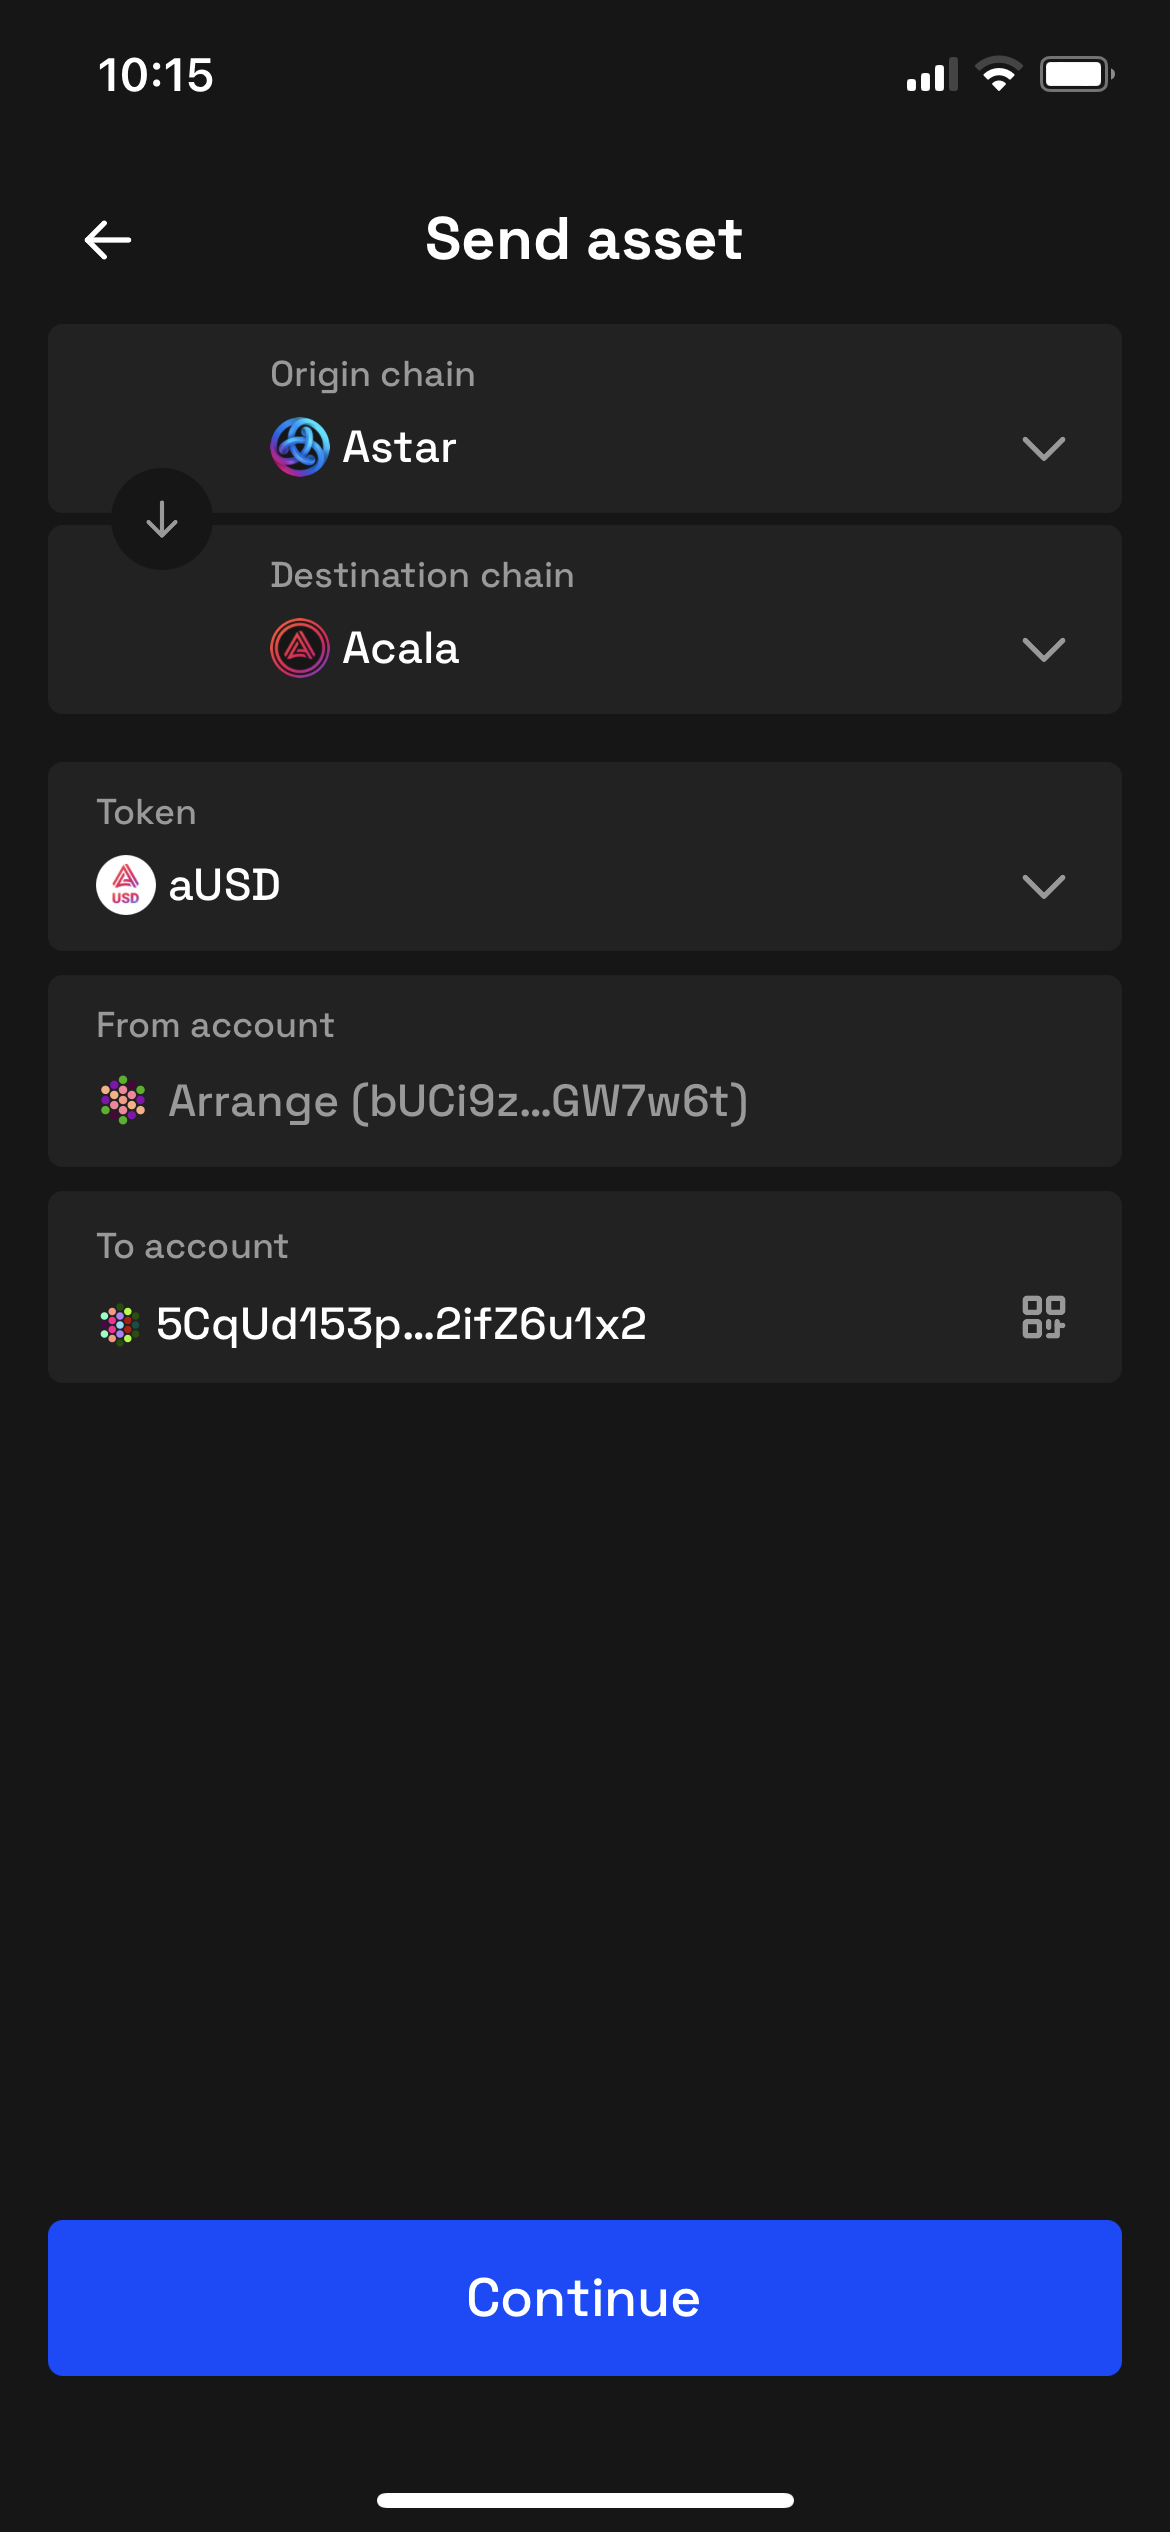 10:15
Send asset
Origin chain
Astar
Destination chain
Acala
Token
USD
aUSD
From account
Arrange (bUCi9z...GW7w6t)
To account
5CqUd153p...2ifZ6u1x2
Continue